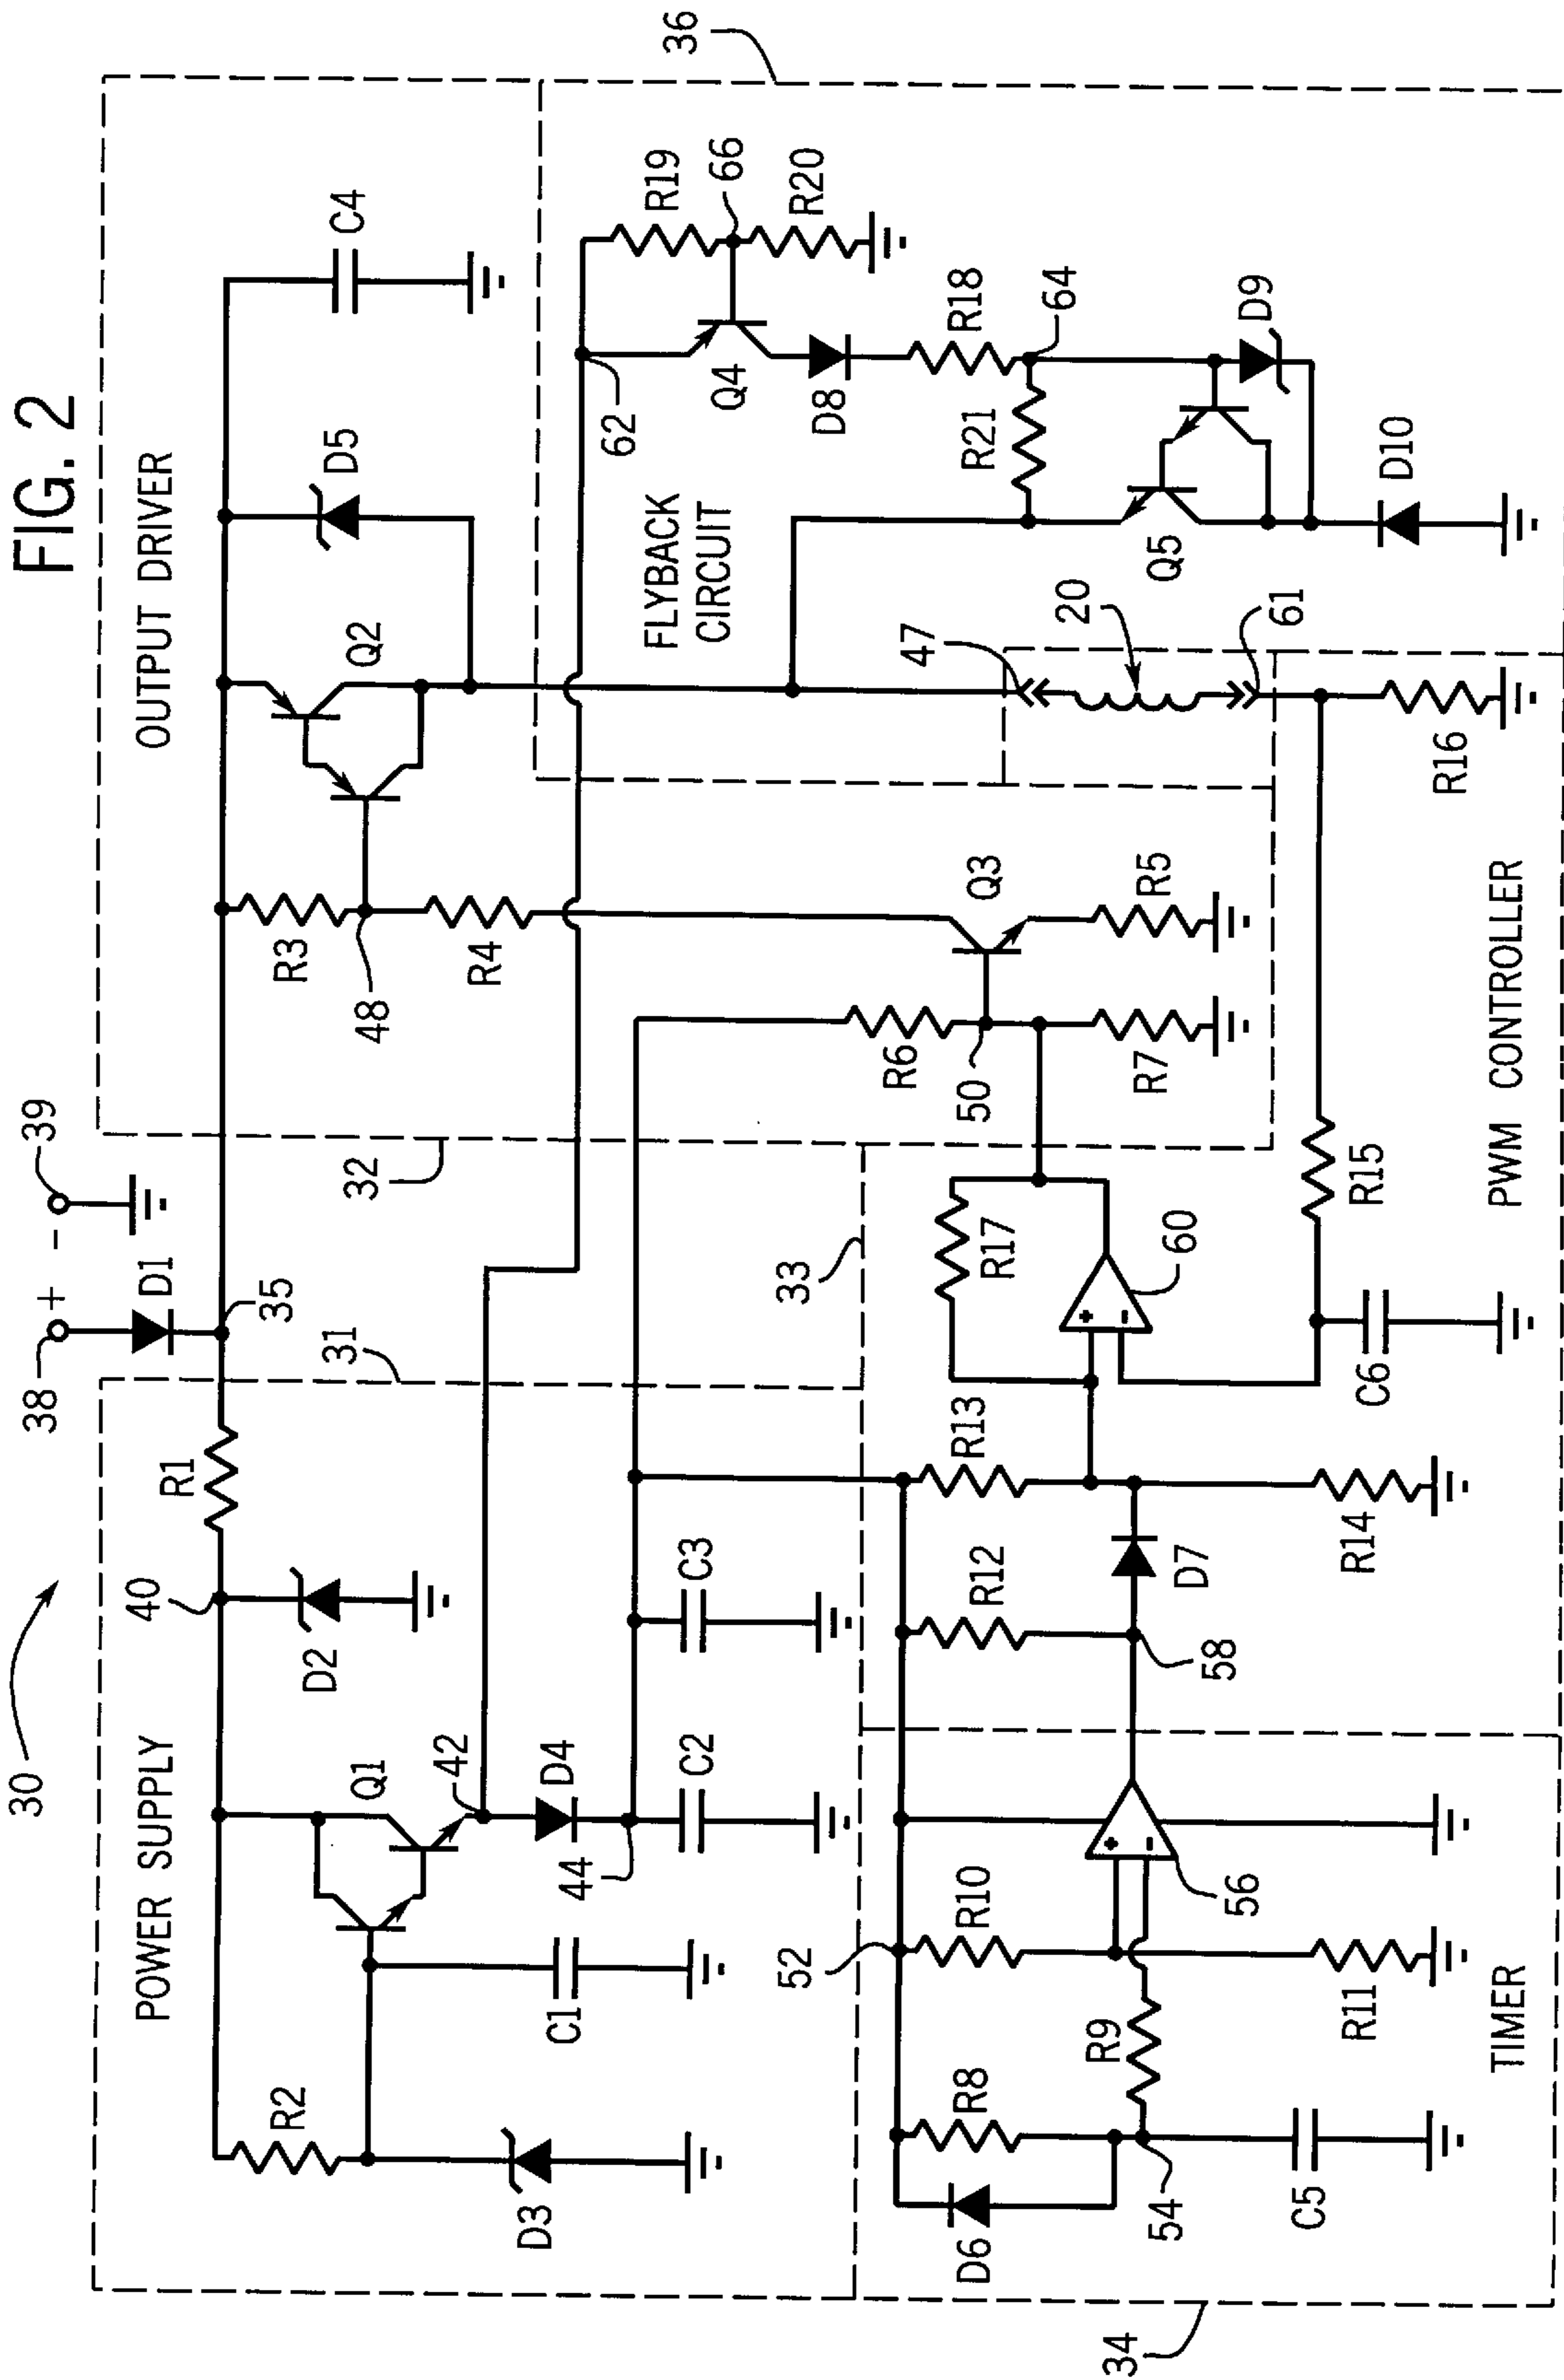 FIG. 2
30
38
+
-
39
D1
35
POWER SUPPLY
40
R1
31
32
OUTPUT DRIVER
36
R2
Q1
D2
42
D3
C1
D4
44
C2
C3
33
R3
48
R4
Q2
D5
C4
62
FLYBACK
CIRCUIT
R19
66
R20
Q4
D8
R18
64
R21
D9
Q5
D10
47
20
61
R6
50
R7
Q3
R5
52
D6
R8
54
R9
C5
R10
R11
+
-
56
TIMER
34
R12
58
D7
R13
R14
R17
+
-
60
C6
R15
R16
PWM CONTROLLER